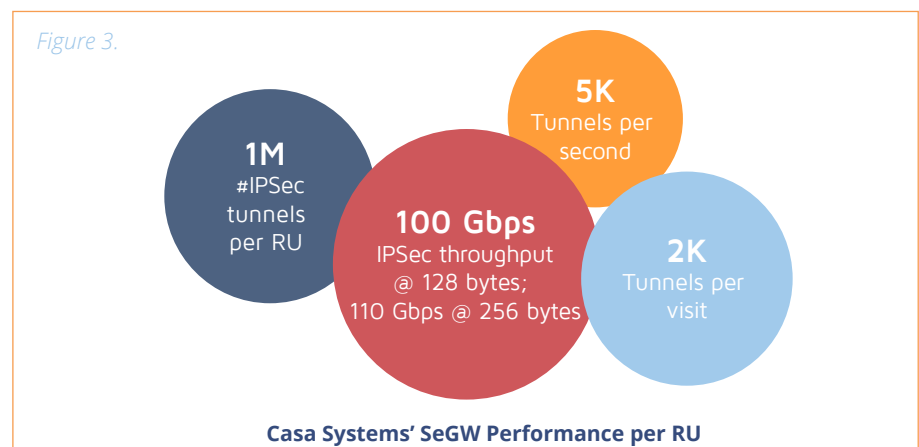 Figure 3.
1M
#IPSec
tunnels
per RU
100 Gbps
IPSec throughput
@ 128 bytes;
110 Gbps @ 256 bytes
5K
Tunnels per
second
2K
Tunnels per
visit
Casa Systems’ SeGW Performance per RU